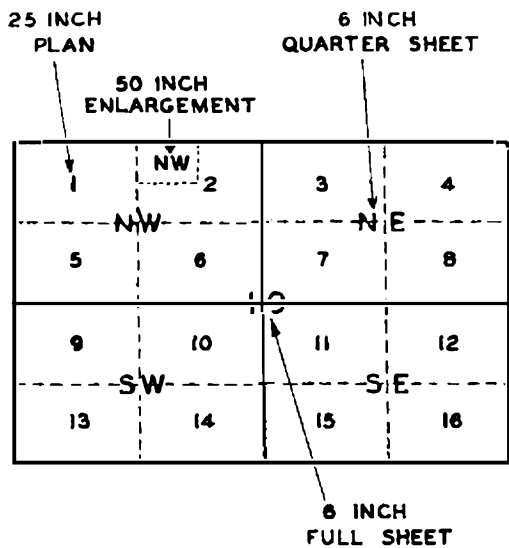 25 INCH
PLAN
6 INCH
QUARTER SHEET
50 INCH
ENLARGEMENT
NW
1 2 3 4
NW NE
5 6 7 8
10
9 10 11 12
SW SE
13 14 15 16
6 INCH
FULL SHEET